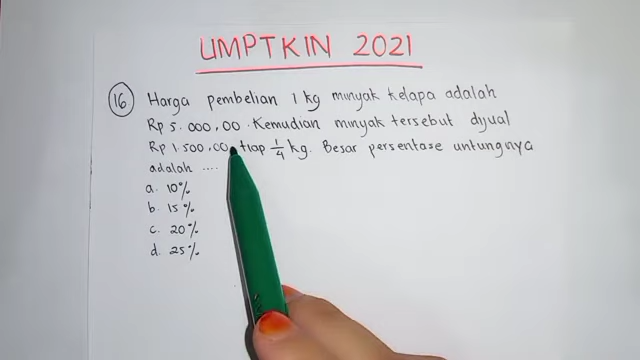 UMPTKIN 2021
16 Harga pembelian 1 kg minyak kelapa adalah
Rp 5.000,00. Kemudian minyak tersebut dijual
Rp 1.500,00 tiap 1/4 kg. Besar persentase untungnya
adalah ....
a. 10%
b. 15%
c. 20%
d. 25%